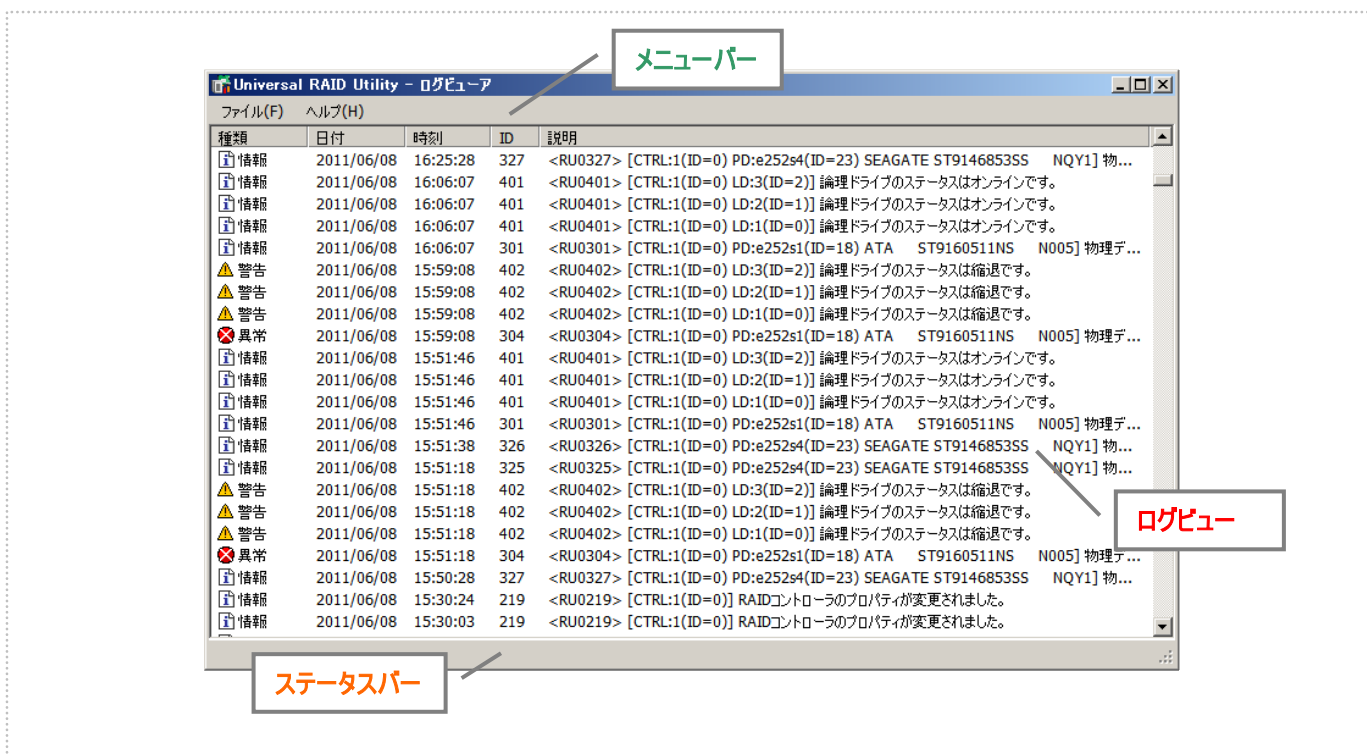 メニューバー
Universal RAID Utility - ログビューア
ファイル(F) ヘルプ(H)
種類 日付 時刻 ID 説明
情報 2011/06/08 16:25:28 327 <RU0327> [CTRL:1(ID=0) PD:e252s4(ID=23) SEAGATE ST9146853SS NQY1] 物...
情報 2011/06/08 16:06:07 401 <RU0401> [CTRL:1(ID=0) LD:3(ID=2)] 論理ドライブのステータスはオンラインです。
情報 2011/06/08 16:06:07 401 <RU0401> [CTRL:1(ID=0) LD:2(ID=1)] 論理ドライブのステータスはオンラインです。
情報 2011/06/08 16:06:07 401 <RU0401> [CTRL:1(ID=0) LD:1(ID=0)] 論理ドライブのステータスはオンラインです。
情報 2011/06/08 16:06:07 301 <RU0301> [CTRL:1(ID=0) PD:e252s1(ID=18) ATA ST9160511NS N005] 物理デ...
警告 2011/06/08 15:59:08 402 <RU0402> [CTRL:1(ID=0) LD:3(ID=2)] 論理ドライブのステータスは縮退です。
警告 2011/06/08 15:59:08 402 <RU0402> [CTRL:1(ID=0) LD:2(ID=1)] 論理ドライブのステータスは縮退です。
警告 2011/06/08 15:59:08 402 <RU0402> [CTRL:1(ID=0) LD:1(ID=0)] 論理ドライブのステータスは縮退です。
異常 2011/06/08 15:59:08 304 <RU0304> [CTRL:1(ID=0) PD:e252s1(ID=18) ATA ST9160511NS N005] 物理デ...
情報 2011/06/08 15:51:46 401 <RU0401> [CTRL:1(ID=0) LD:3(ID=2)] 論理ドライブのステータスはオンラインです。
情報 2011/06/08 15:51:46 401 <RU0401> [CTRL:1(ID=0) LD:2(ID=1)] 論理ドライブのステータスはオンラインです。
情報 2011/06/08 15:51:46 401 <RU0401> [CTRL:1(ID=0) LD:1(ID=0)] 論理ドライブのステータスはオンラインです。
情報 2011/06/08 15:51:46 301 <RU0301> [CTRL:1(ID=0) PD:e252s1(ID=18) ATA ST9160511NS N005] 物理デ...
情報 2011/06/08 15:51:38 326 <RU0326> [CTRL:1(ID=0) PD:e252s4(ID=23) SEAGATE ST9146853SS NQY1] 物...
情報 2011/06/08 15:51:18 325 <RU0325> [CTRL:1(ID=0) PD:e252s4(ID=23) SEAGATE ST9146853SS NQY1] 物...
警告 2011/06/08 15:51:18 402 <RU0402> [CTRL:1(ID=0) LD:3(ID=2)] 論理ドライブのステータスは縮退です。
警告 2011/06/08 15:51:18 402 <RU0402> [CTRL:1(ID=0) LD:2(ID=1)] 論理ドライブのステータスは縮退です。
警告 2011/06/08 15:51:18 402 <RU0402> [CTRL:1(ID=0) LD:1(ID=0)] 論理ドライブのステータスは縮退です。
異常 2011/06/08 15:51:18 304 <RU0304> [CTRL:1(ID=0) PD:e252s1(ID=18) ATA ST9160511NS N005] 物理デ...
情報 2011/06/08 15:50:28 327 <RU0327> [CTRL:1(ID=0) PD:e252s4(ID=23) SEAGATE ST9146853SS NQY1] 物...
情報 2011/06/08 15:30:24 219 <RU0219> [CTRL:1(ID=0)] RAIDコントローラのプロパティが変更されました。
情報 2011/06/08 15:30:03 219 <RU0219> [CTRL:1(ID=0)] RAIDコントローラのプロパティが変更されました。
ログビュー
ステータスバー